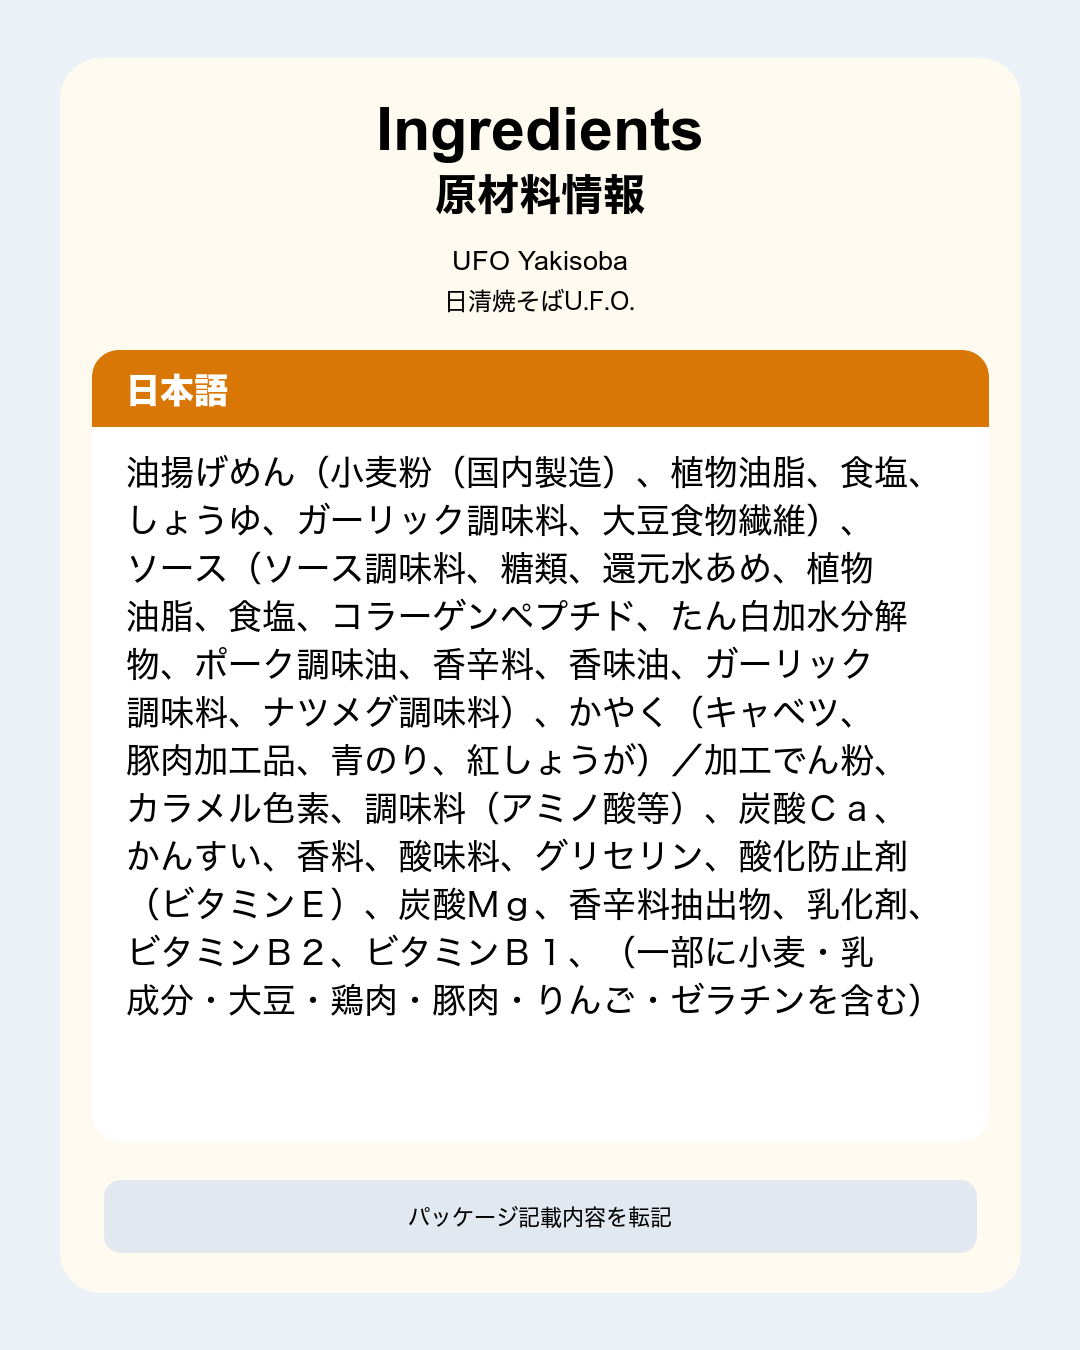 Ingredients
原材料情報
UFO Yakisoba
日清焼そばU.F.O.
日本語
油揚げめん（小麦粉（国内製造）、植物油脂、食塩、
しょうゆ、ガーリック調味料、大豆食物繊維）、
ソース（ソース調味料、糖類、還元水あめ、植物
油脂、食塩、コラーゲンペプチド、たん白加水分解
物、ポーク調味油、香辛料、香味油、ガーリック
調味料、ナツメグ調味料）、かやく（キャベツ、
豚肉加工品、青のり、紅しょうが）／加工でん粉、
カラメル色素、調味料（アミノ酸等）、炭酸Ｃａ、
かんすい、香料、酸味料、グリセリン、酸化防止剤
（ビタミンＥ）、炭酸Ｍｇ、香辛料抽出物、乳化剤、
ビタミンＢ２、ビタミンＢ１、（一部に小麦・乳
成分・大豆・鶏肉・豚肉・りんご・ゼラチンを含む）
パッケージ記載内容を転記